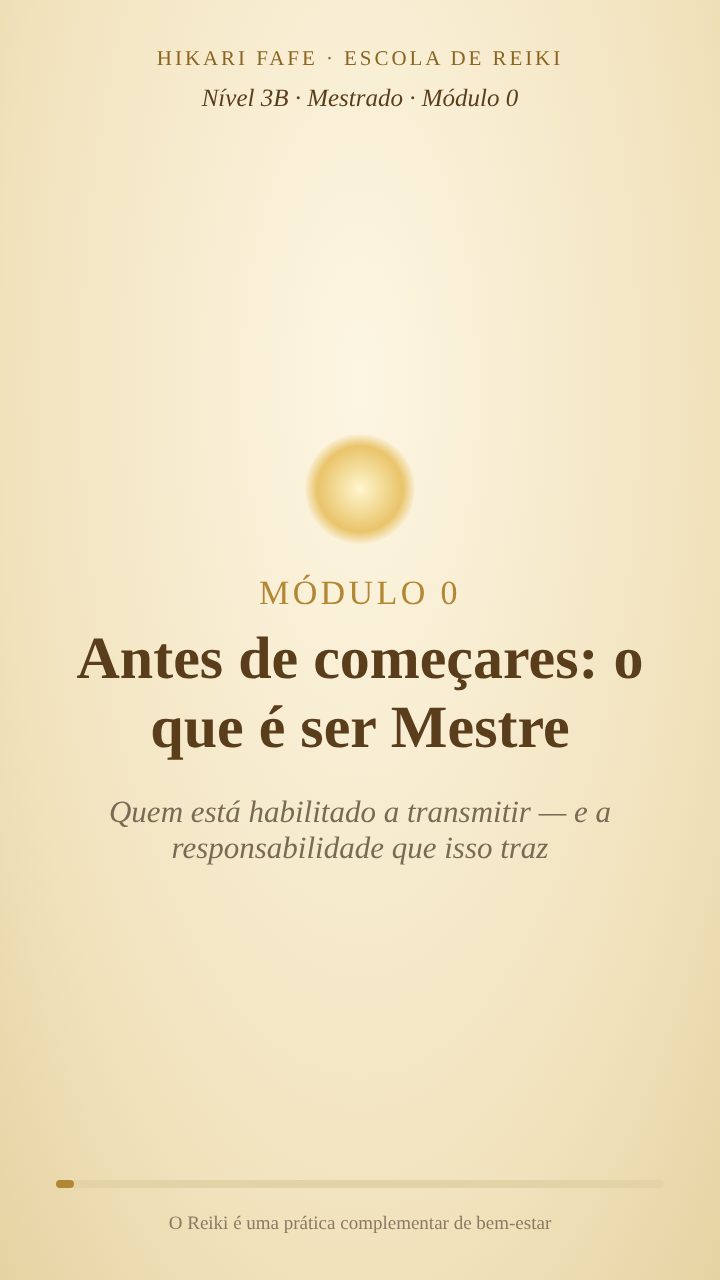 HIKARI FAFE · ESCOLA DE REIKI
Nível 3B · Mestrado · Módulo 0
MÓDULO 0
Antes de começares: o
que é ser Mestre
Quem está habilitado a transmitir — e a
responsabilidade que isso traz
O Reiki é uma prática complementar de bem-estar